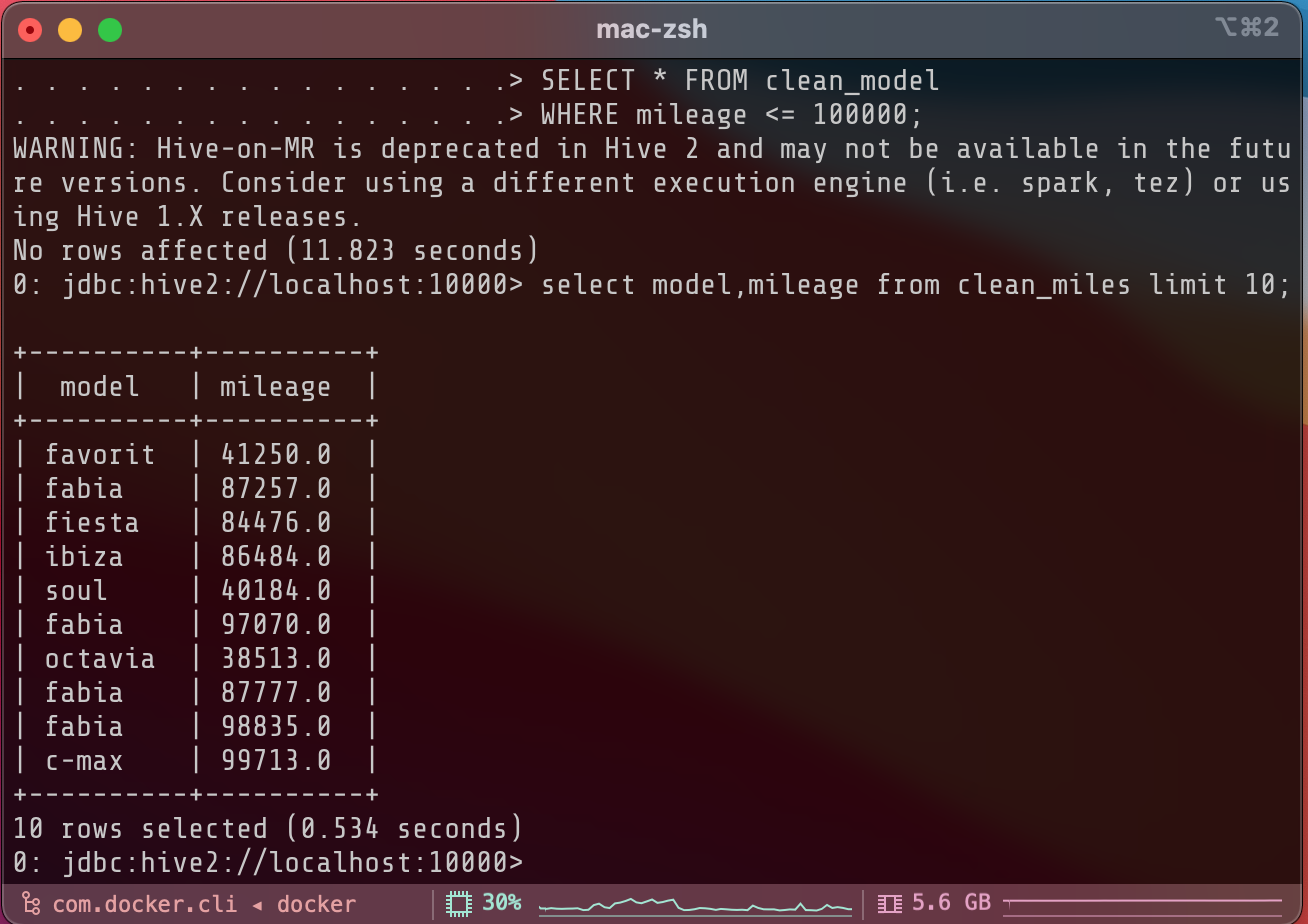 mac-zsh
⌥⌘2
. . . . . . . . . . . . . . . .> SELECT * FROM clean_model
. . . . . . . . . . . . . . . .> WHERE mileage <= 100000;
WARNING: Hive-on-MR is deprecated in Hive 2 and may not be available in the futu
re versions. Consider using a different execution engine (i.e. spark, tez) or us
ing Hive 1.X releases.
No rows affected (11.823 seconds)
0: jdbc:hive2://localhost:10000> select model,mileage from clean_miles limit 10;
+----------+----------+
|  model   | mileage  |
+----------+----------+
| favorit  | 41250.0  |
| fabia    | 87257.0  |
| fiesta   | 84476.0  |
| ibiza    | 86484.0  |
| soul     | 40184.0  |
| fabia    | 97070.0  |
| octavia  | 38513.0  |
| fabia    | 87777.0  |
| fabia    | 98835.0  |
| c-max    | 99713.0  |
+----------+----------+
10 rows selected (0.534 seconds)
0: jdbc:hive2://localhost:10000>
com.docker.cli ◂ docker
30%
5.6 GB